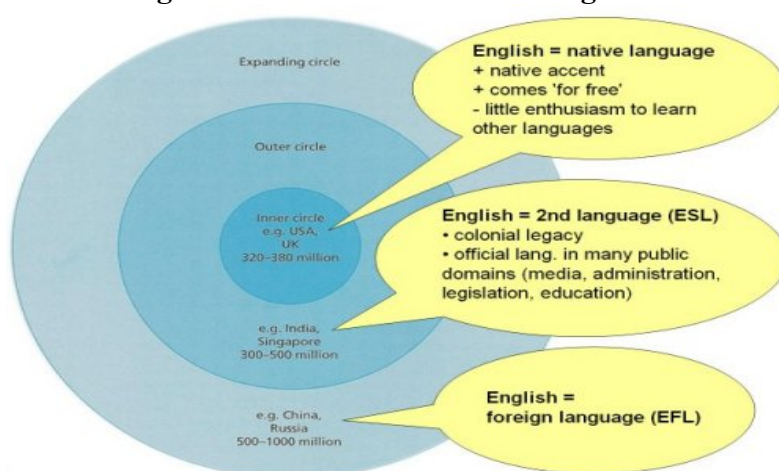 Expanding circle
Outer circle
Inner circle
e.g. USA,
UK
320–380 million
e.g. India,
Singapore
300–500 million
e.g. China,
Russia
500–1000 million
English = native language
+ native accent
+ comes 'for free'
- little enthusiasm to learn
other languages
English = 2nd language (ESL)
• colonial legacy
• official lang. in many public
domains (media, administration,
legislation, education)
English =
foreign language (EFL)